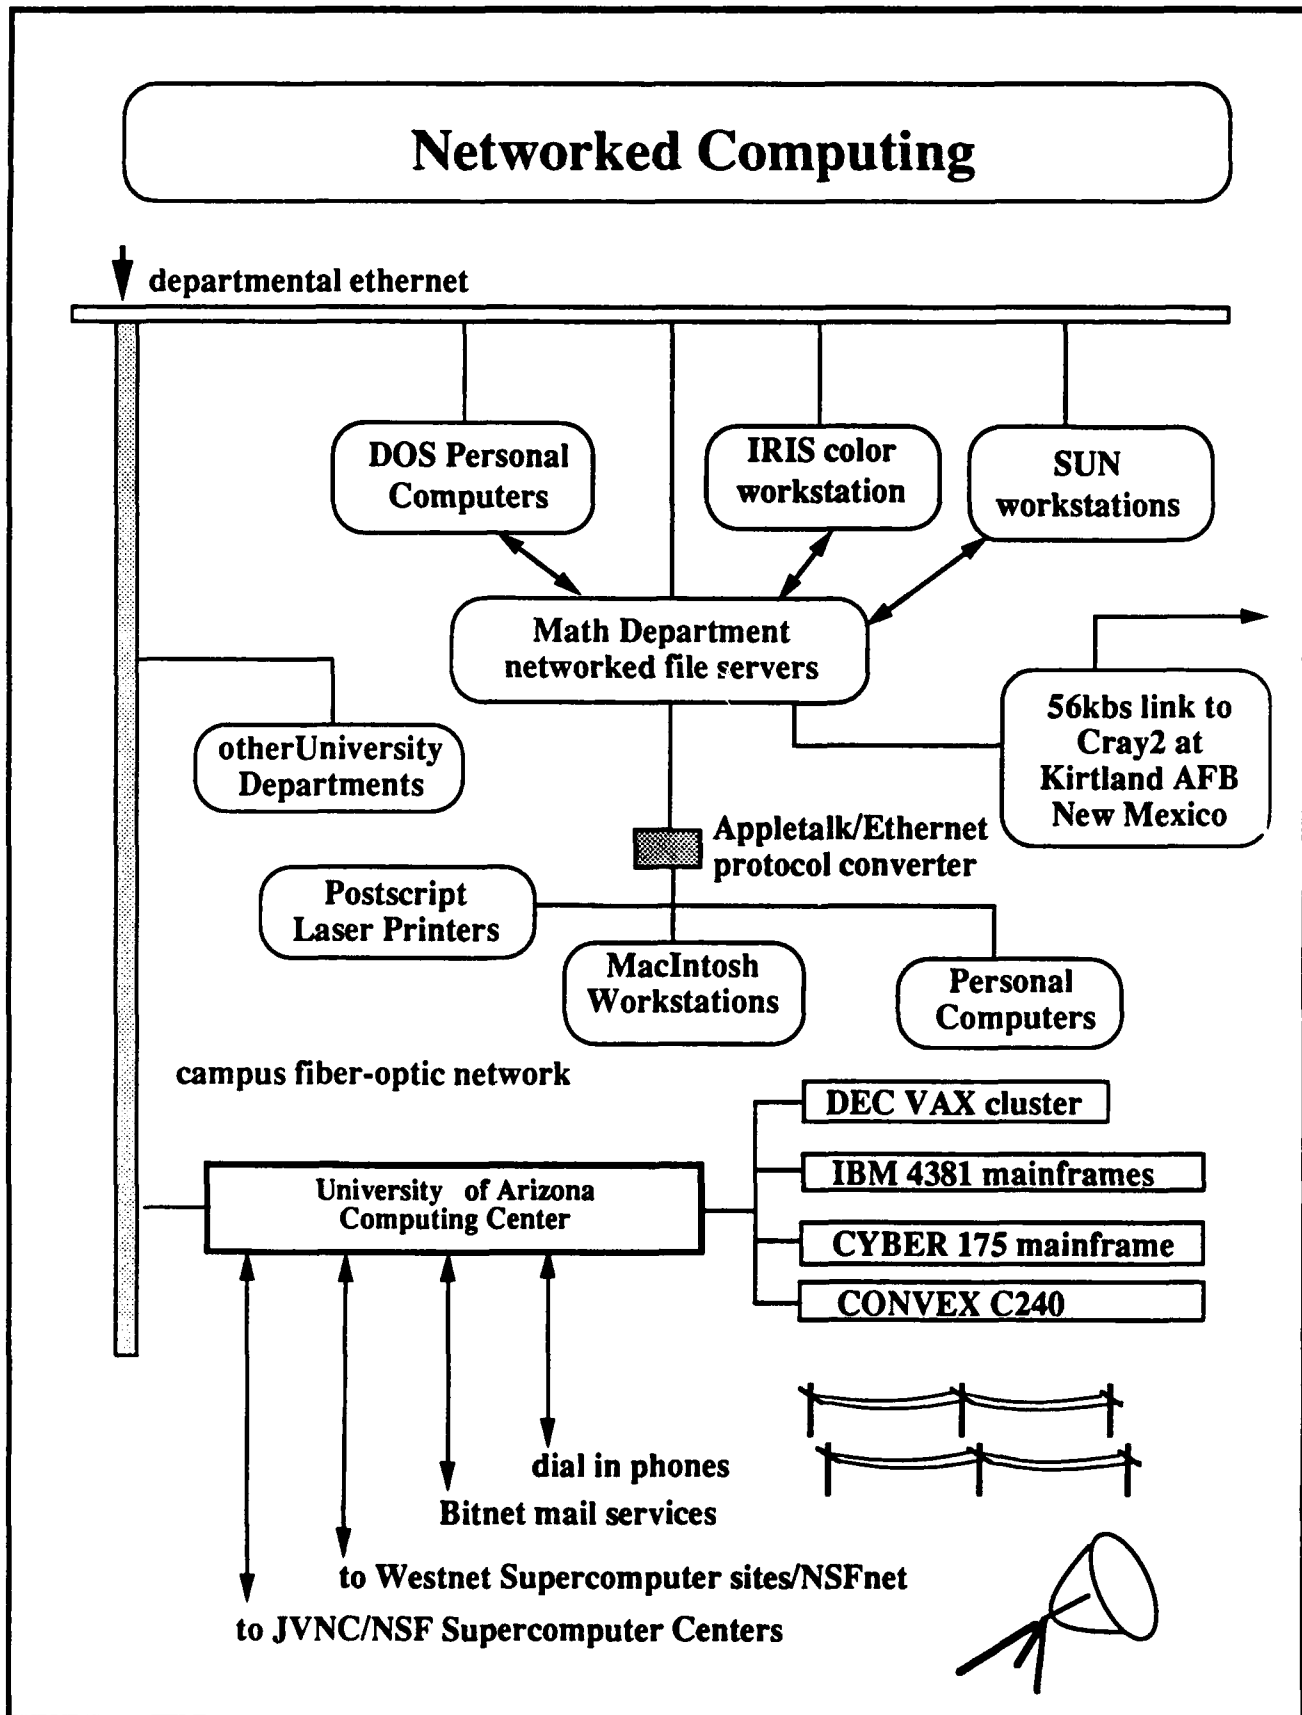 Networked Computing
departmental ethernet
DOS Personal
Computers
IRIS color
workstation
SUN
workstations
Math Department
networked file servers
otherUniversity
Departments
56kbs link to
Cray2 at
Kirtland AFB
New Mexico
Appletalk/Ethernet
protocol converter
Postscript
Laser Printers
MacIntosh
Workstations
Personal
Computers
campus fiber-optic network
DEC VAX cluster
IBM 4381 mainframes
University of Arizona
Computing Center
CYBER 175 mainframe
CONVEX C240
dial in phones
Bitnet mail services
to Westnet Supercomputer sites/NSFnet
to JVNC/NSF Supercomputer Centers